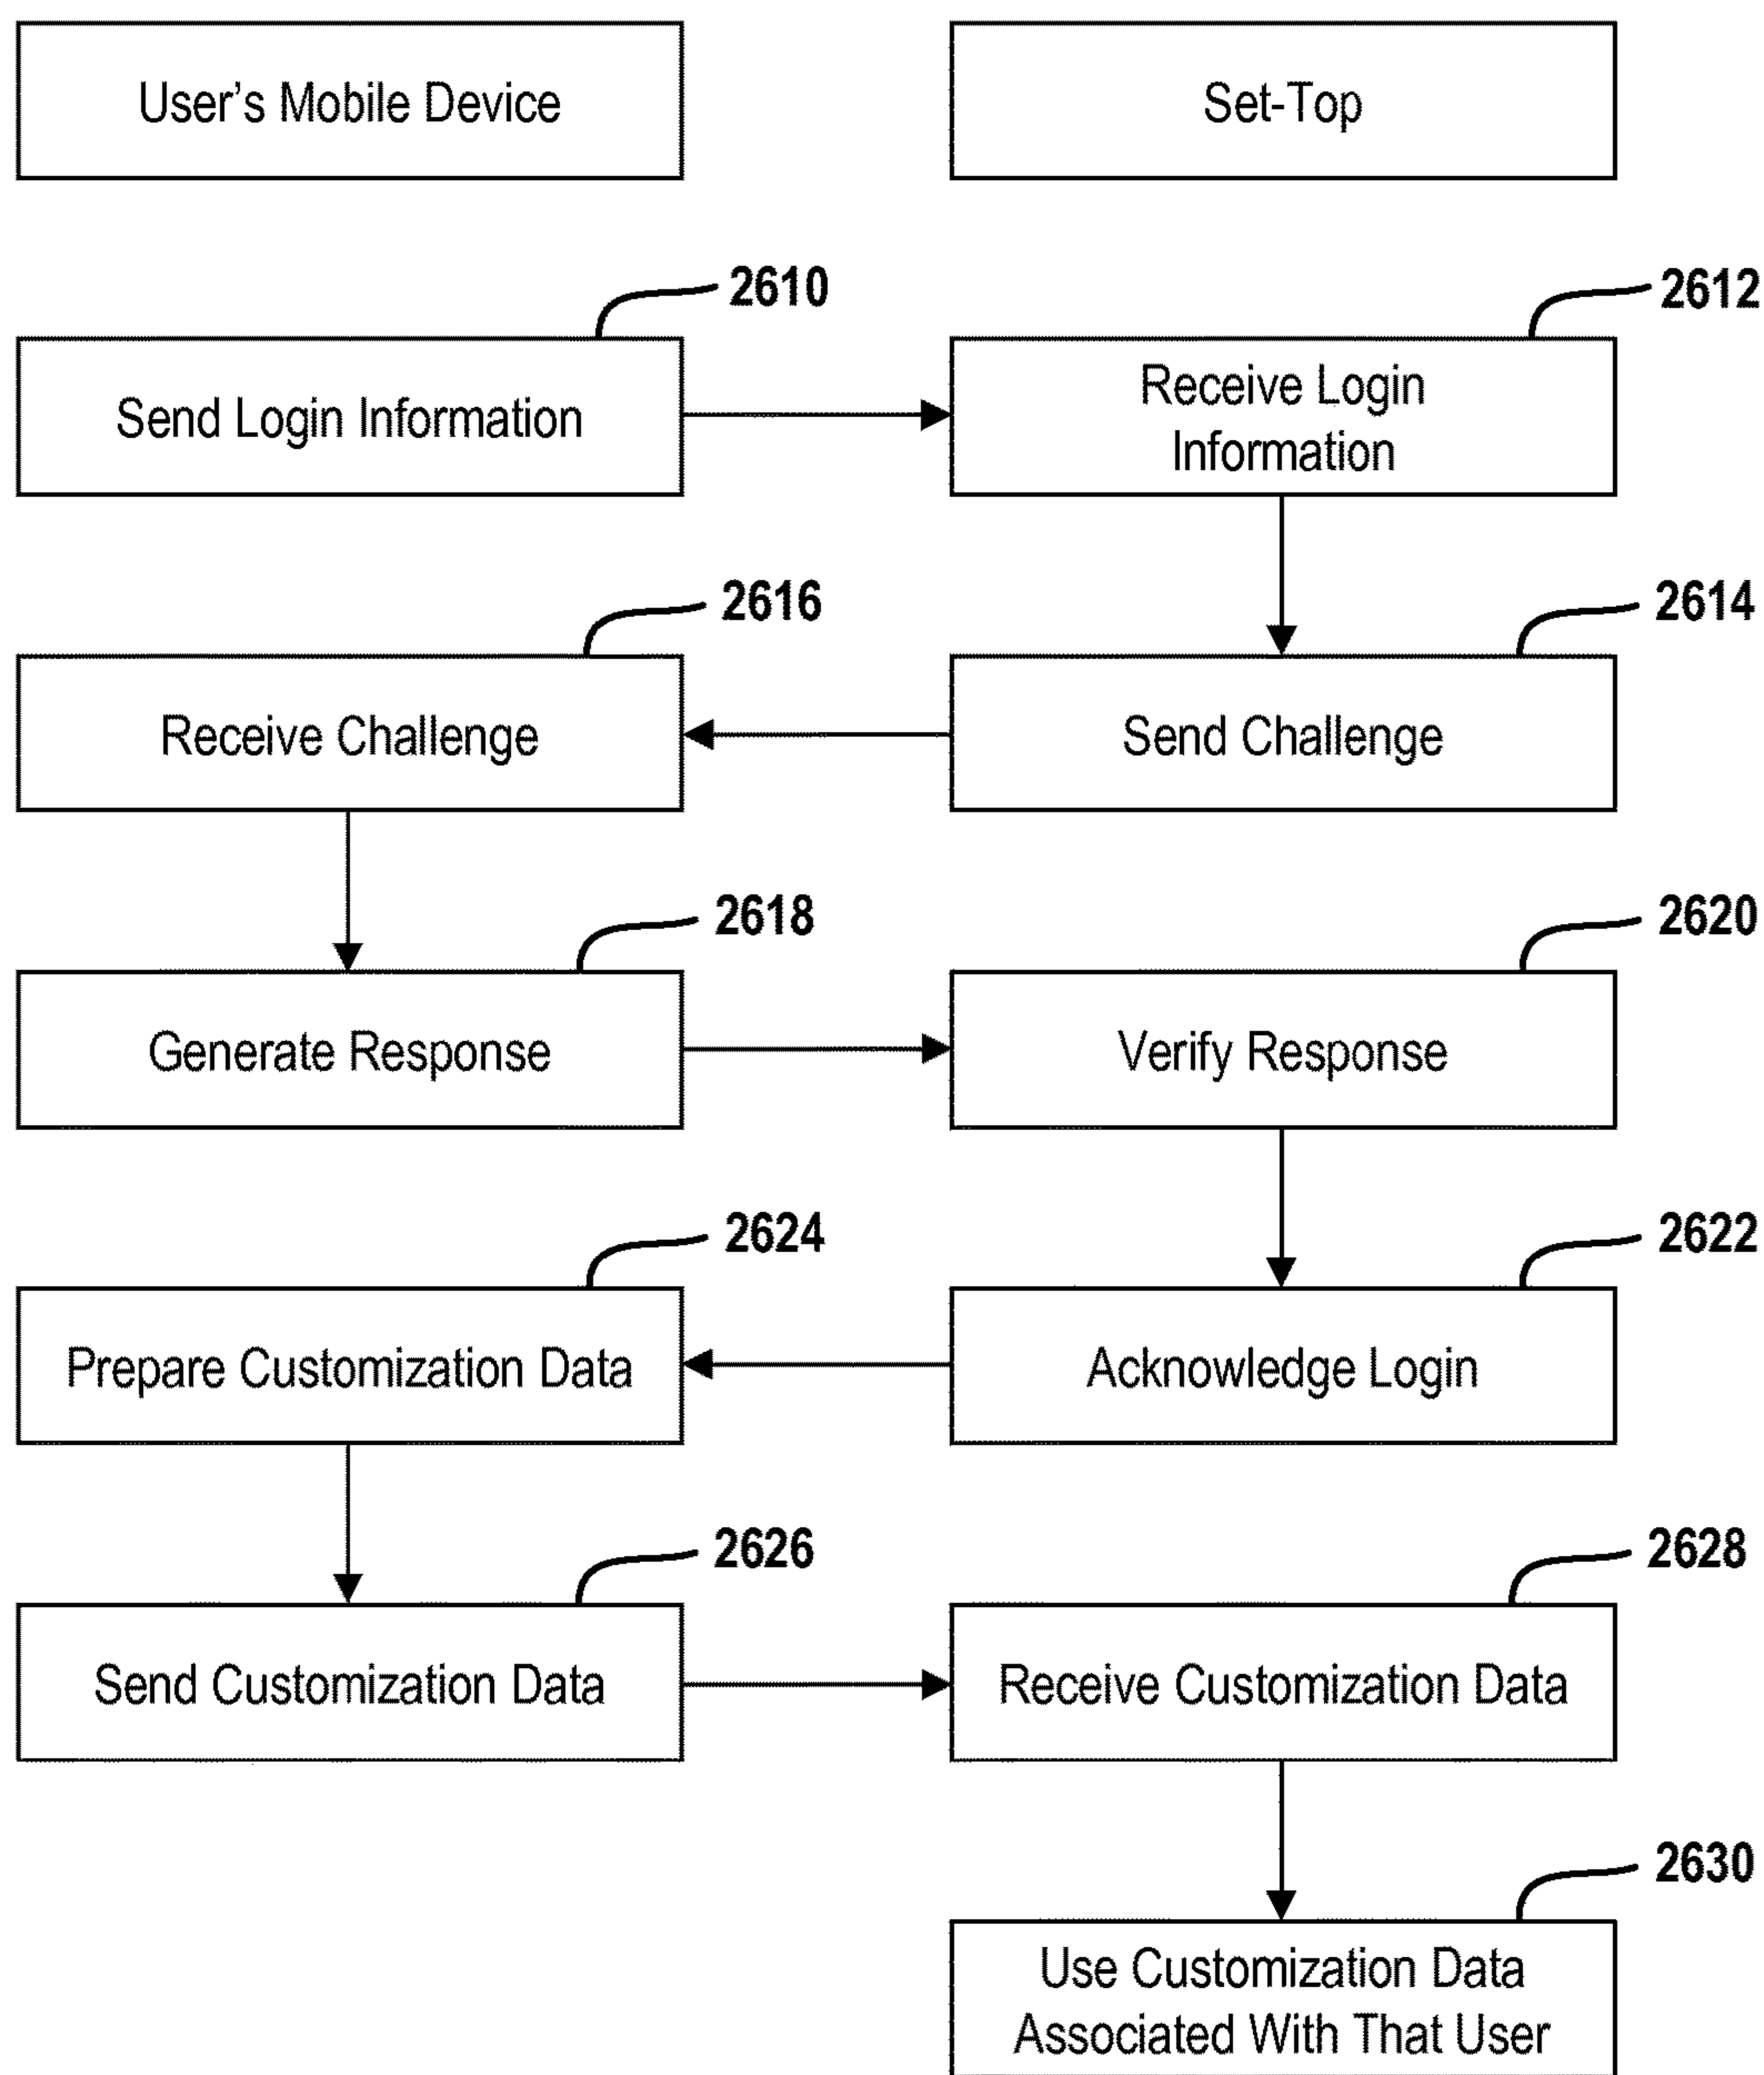 User's Mobile Device
Set-Top
2610
2612
Send Login Information
Receive Login
Information
2616
2614
Receive Challenge
Send Challenge
2618
2620
Generate Response
Verify Response
2624
2622
Prepare Customization Data
Acknowledge Login
2626
2628
Send Customization Data
Receive Customization Data
2630
Use Customization Data
Associated With That User